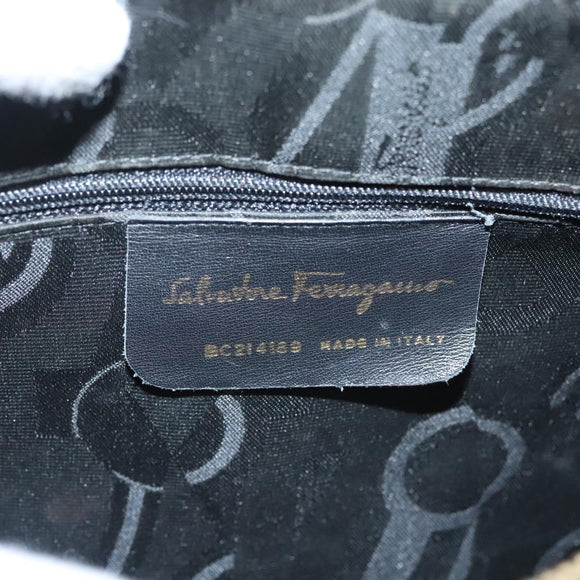 Salvatore Ferragamo
BC214189 MADE IN ITALY